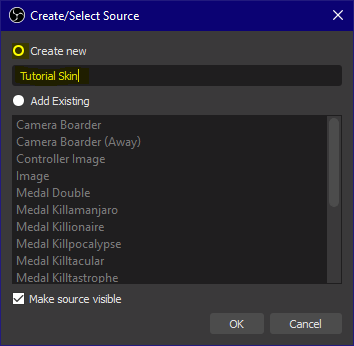 Create/Select Source
Create new
Tutorial Skin
Add Existing
Camera Boarder
Camera Boarder (Away)
Controller Image
Image
Medal Double
Medal Killamanjaro
Medal Killionaire
Medal Killpocalypse
Medal Killtacular
Medal Killtastrophe
Make source visible
OK Cancel